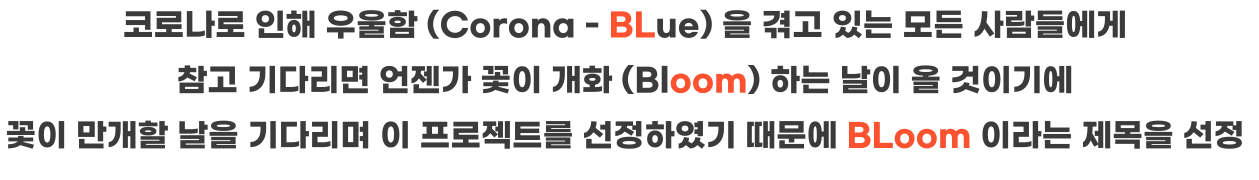 코로나로 인해 우울함 (Corona - BLue) 을 겪고 있는 모든 사람들에게
참고 기다리면 언젠가 꽃이 개화 (Bloom) 하는 날이 올 것이기에
꽃이 만개할 날을 기다리며 이 프로젝트를 선정하였기 때문에 BLoom 이라는 제목을 선정